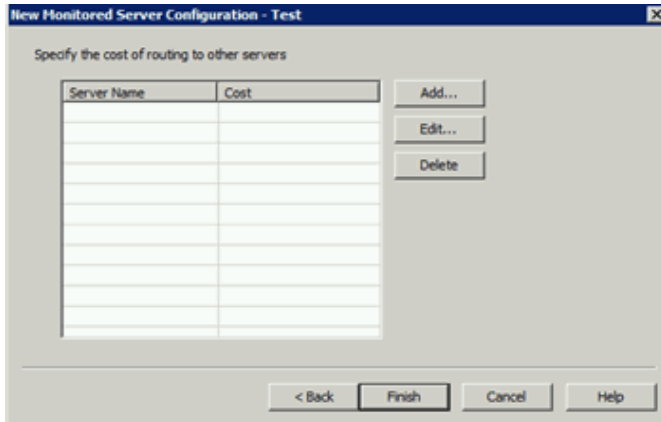 New Monitored Server Configuration - Test
Specify the cost of routing to other servers
Server Name Cost
Add...
Edit...
Delete
< Back Finish Cancel Help